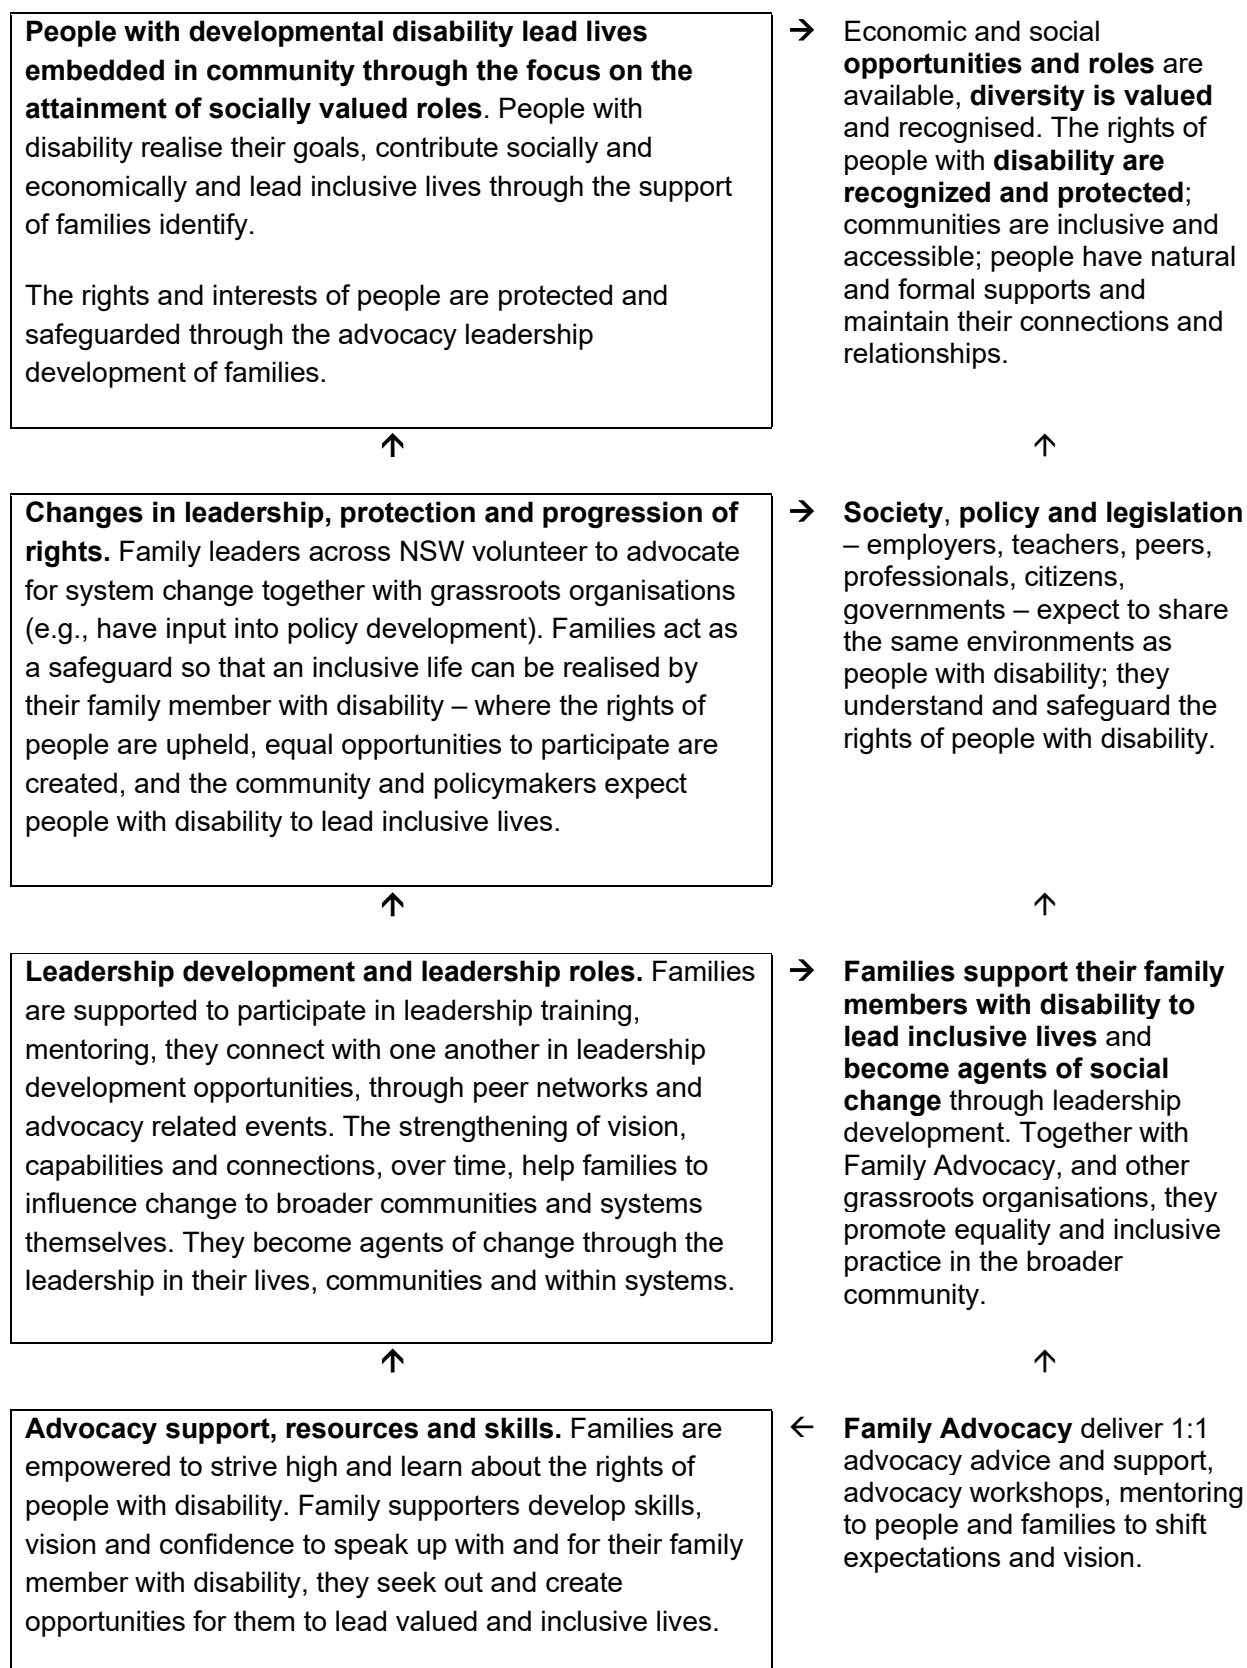 People with developmental disability lead lives
embedded in community through the focus on the
attainment of socially valued roles. People with
disability realise their goals, contribute socially and
economically and lead inclusive lives through the support
of families identify.
The rights and interests of people are protected and
safeguarded through the advocacy leadership
development of families.
→ Economic and social
opportunities and roles are
available, diversity is valued
and recognised. The rights of
people with disability are
recognized and protected;
communities are inclusive and
accessible; people have natural
and formal supports and
maintain their connections and
relationships.
↑ ↑
Changes in leadership, protection and progression of
rights. Family leaders across NSW volunteer to advocate
for system change together with grassroots organisations
(e.g., have input into policy development). Families act as
a safeguard so that an inclusive life can be realised by
their family member with disability – where the rights of
people are upheld, equal opportunities to participate are
created, and the community and policymakers expect
people with disability to lead inclusive lives.
→ Society, policy and legislation
– employers, teachers, peers,
professionals, citizens,
governments – expect to share
the same environments as
people with disability; they
understand and safeguard the
rights of people with disability.
↑ ↑
Leadership development and leadership roles. Families
are supported to participate in leadership training,
mentoring, they connect with one another in leadership
development opportunities, through peer networks and
advocacy related events. The strengthening of vision,
capabilities and connections, over time, help families to
influence change to broader communities and systems
themselves. They become agents of change through the
leadership in their lives, communities and within systems.
→ Families support their family
members with disability to
lead inclusive lives and
become agents of social
change through leadership
development. Together with
Family Advocacy, and other
grassroots organisations, they
promote equality and inclusive
practice in the broader
community.
↑ ↑
Advocacy support, resources and skills. Families are
empowered to strive high and learn about the rights of
people with disability. Family supporters develop skills,
vision and confidence to speak up with and for their family
member with disability, they seek out and create
opportunities for them to lead valued and inclusive lives.
← Family Advocacy deliver 1:1
advocacy advice and support,
advocacy workshops, mentoring
to people and families to shift
expectations and vision.